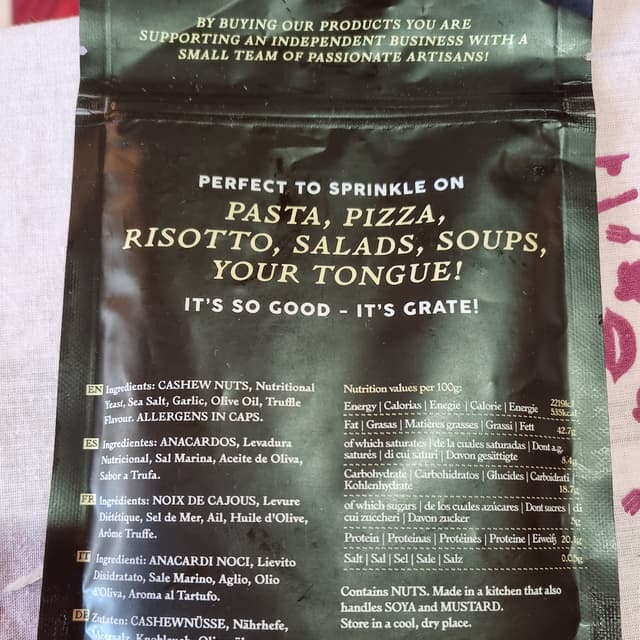 BY BUYING OUR PRODUCTS YOU ARE
SUPPORTING AN INDEPENDENT BUSINESS WITH A
SMALL TEAM OF PASSIONATE ARTISANS!
PERFECT TO SPRINKLE ON
PASTA, PIZZA,
RISOTTO, SALADS, SOUPS,
YOUR TONGUE!
IT'S SO GOOD - IT'S GRATE!
EN Ingredients: CASHEW NUTS, Nutritional
Yeast, Sea Salt, Garlic, Olive Oil, Truffle
Flavour. ALLERGENS IN CAPS.
ES Ingredientes: ANACARDOS, Levadura
Nutricional, Sal Marina, Aceite de Oliva,
Sabor a Trufa.
FR Ingrédients: NOIX DE CAJOUS, Levure
Diététique, Sel de Mer, Ail, Huile d'Olive,
Arôme Truffe.
IT Ingredienti: ANACARDI NOCI, Lievito
Disidratato, Sale Marino, Aglio, Olio
d'Oliva, Aroma al Tartufo.
DE Zutaten: CASHEWNÜSSE, Nährhefe,
Nutrition values per 100g:
Energy | Calorias | Enegie | Calorie | Energie 2219kJ
535kcal
Fat | Grasas | Matières grasses | Grassi | Fett 42.7g
of which saturates | de la cuales saturadas | Dont a.g.
saturés | di cui saturi | Davon gesättigte 8.4g
Carbohydrate | Carbohidratos | Glucides | Carboidrati |
Kohlenhydrate 18.7g
of which sugars | de los cuales azúcares | Dont sucres | di
cui zuccheri | Davon zucker 5g
Protein | Proteinas | Protéines | Proteine | Eiweiß 20.1g
Salt | Sal | Sel | Sale | Salz
Contains NUTS. Made in a kitchen that also
handles SOYA and MUSTARD.
Store in a cool, dry place.